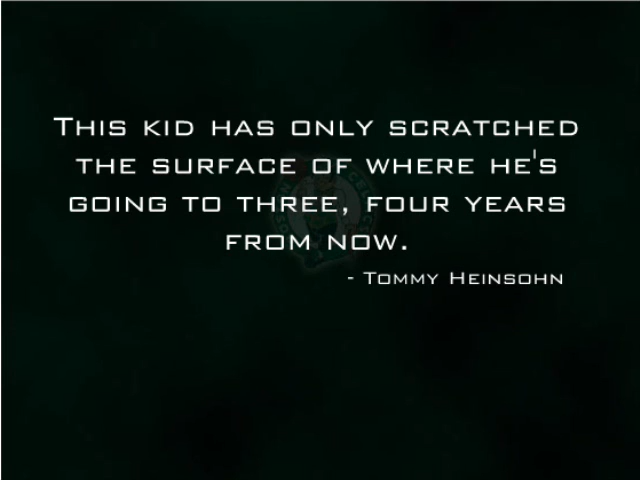 This kid has only scratched
the surface of where he's
going to three, four years
from now.
- Tommy Heinsohn